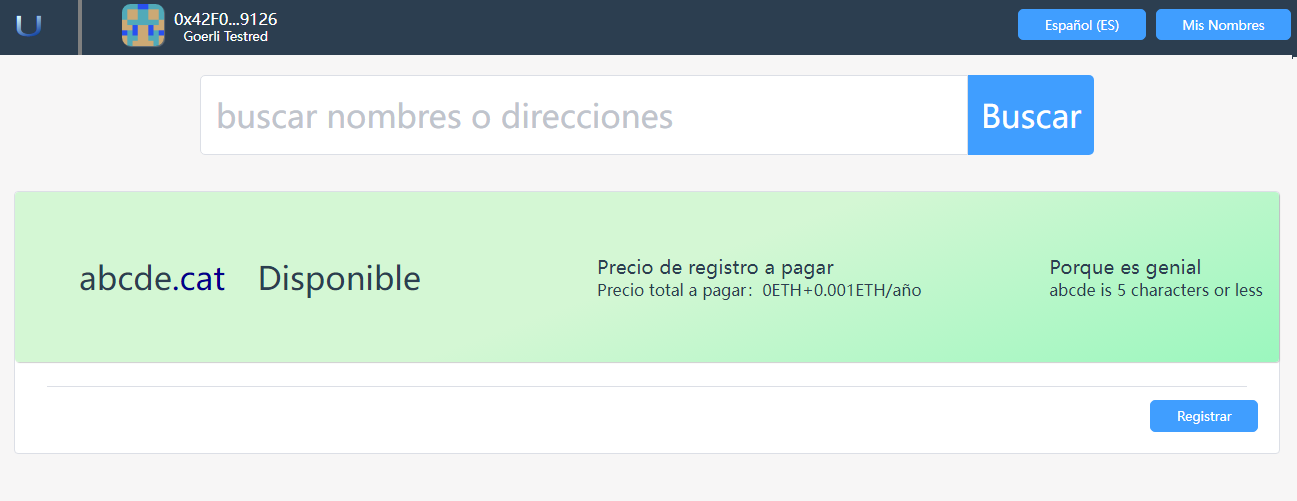 U
0x42F0...9126
Goerli Testred
Español (ES)
Mis Nombres
buscar nombres o direcciones
Buscar
abcde.cat Disponible
Precio de registro a pagar
Precio total a pagar: 0ETH+0.001ETH/año
Porque es genial
abcde is 5 characters or less
Registrar